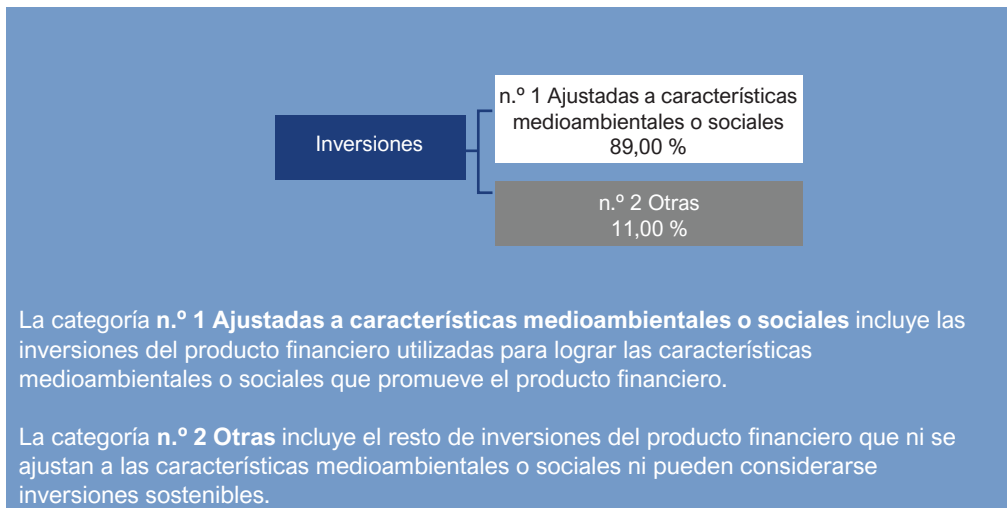 n.º 1 Ajustadas a características
medioambientales o sociales
89,00 %
Inversiones
n.º 2 Otras
11,00 %
La categoría n.º 1 Ajustadas a características medioambientales o sociales incluye las
inversiones del producto financiero utilizadas para lograr las características
medioambientales o sociales que promueve el producto financiero.
La categoría n.º 2 Otras incluye el resto de inversiones del producto financiero que ni se
ajustan a las características medioambientales o sociales ni pueden considerarse
inversiones sostenibles.